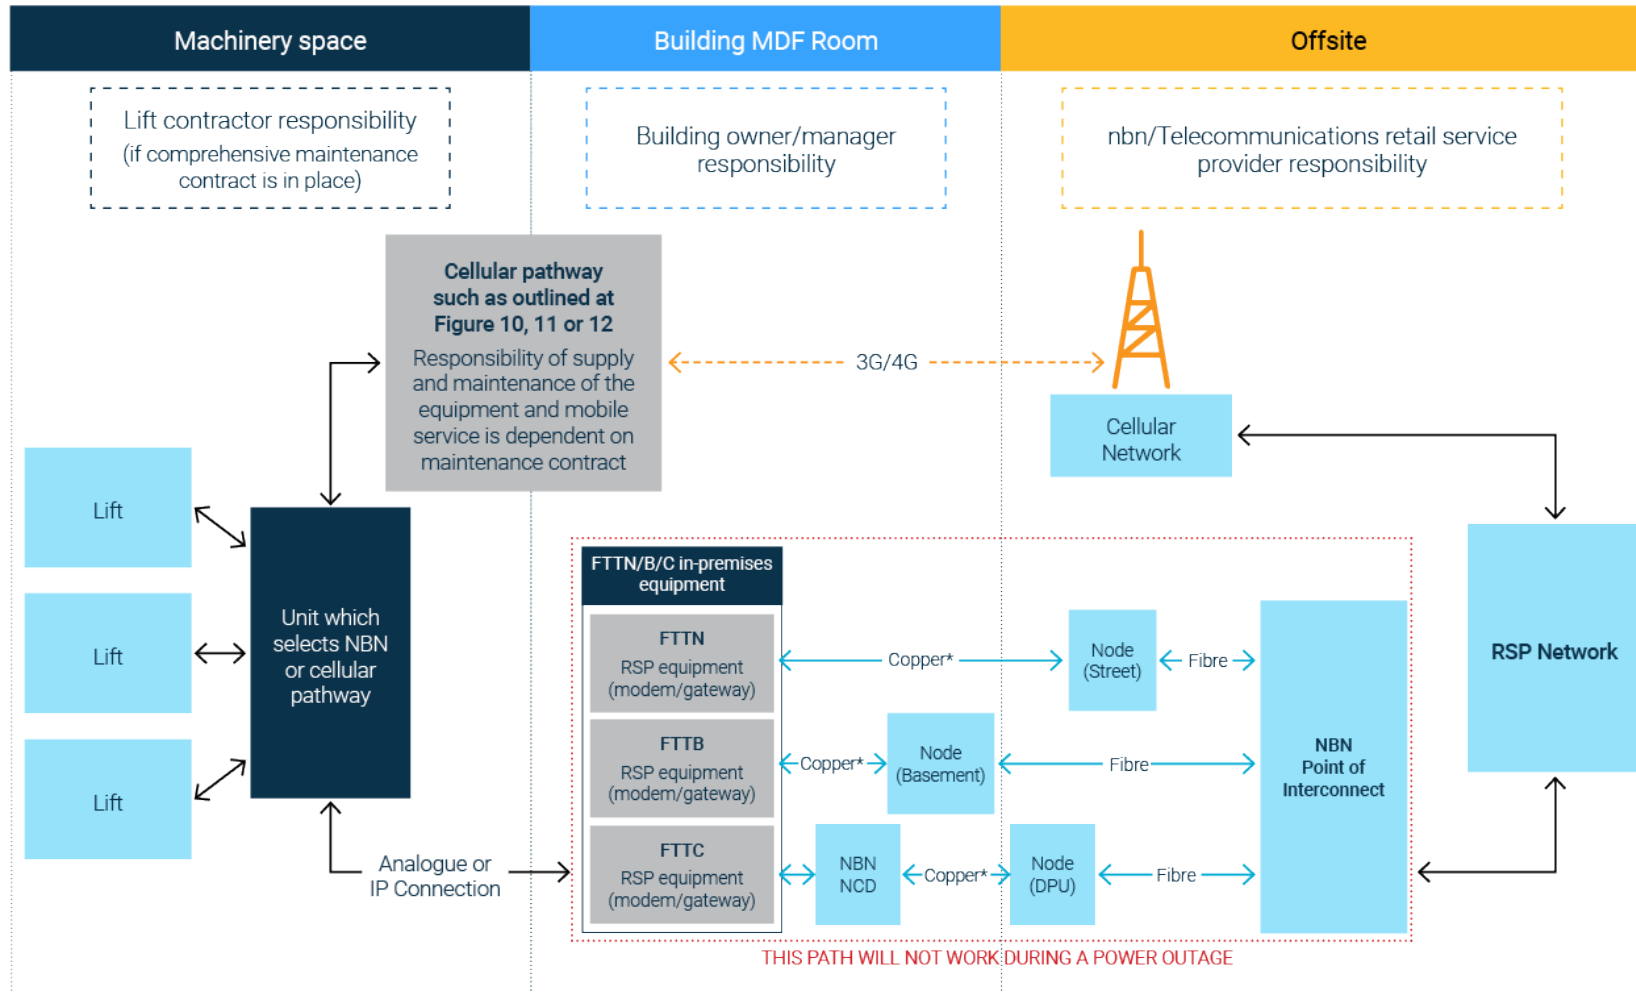 Machinery space
Building MDF Room
Offsite
Lift contractor responsibility
(if comprehensive maintenance
contract is in place)
Building owner/manager
responsibility
nbn/Telecommunications retail service
provider responsibility
Cellular pathway
such as outlined at
Figure 10, 11 or 12
Responsibility of supply
and maintenance of the
equipment and mobile
service is dependent on
maintenance contract
3G/4G
Cellular
Network
Lift
Lift
Lift
Unit which
selects NBN
or cellular
pathway
Analogue or
IP Connection
FTTN/B/C in-premises
equipment
FTTN
RSP equipment
(modem/gateway)
Copper*
Node
(Street)
Fibre
FTTB
RSP equipment
(modem/gateway)
Copper*
Node
(Basement)
Fibre
FTTC
RSP equipment
(modem/gateway)
NBN
NCD
Copper*
Node
(DPU)
Fibre
NBN
Point of
Interconnect
RSP Network
THIS PATH WILL NOT WORK DURING A POWER OUTAGE